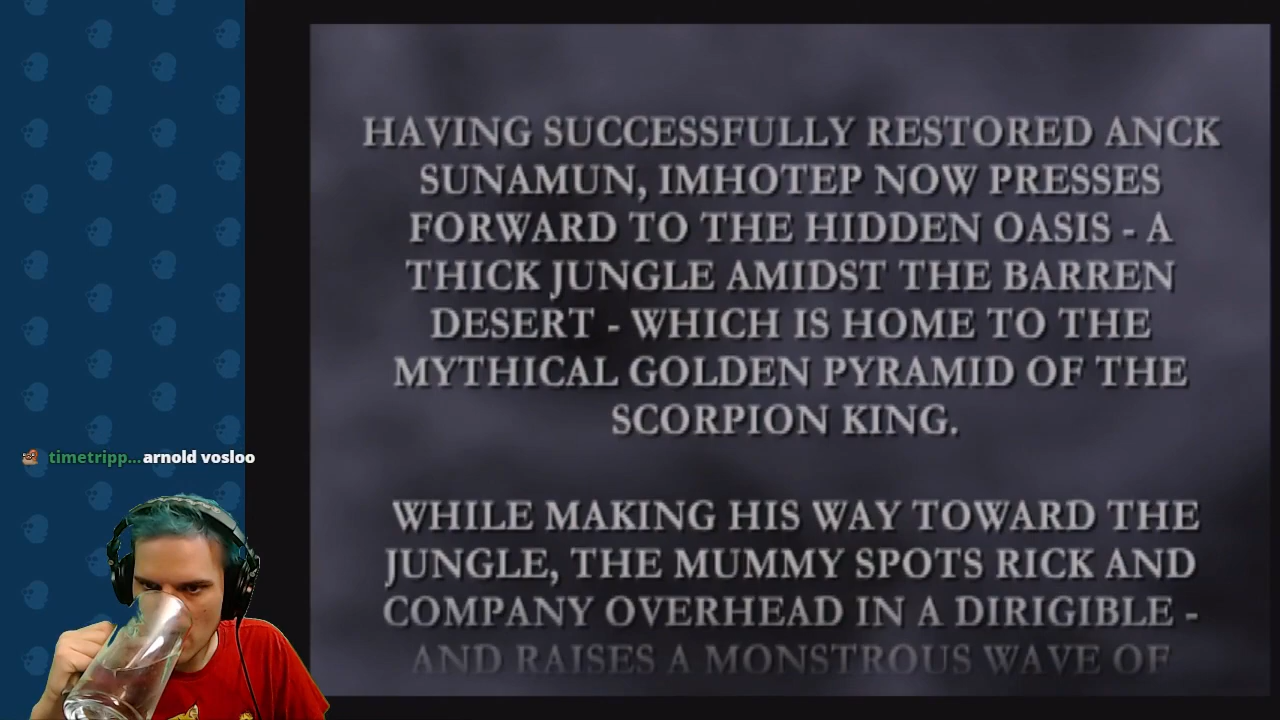 HAVING SUCCESSFULLY RESTORED ANCK
SUNAMUN, IMHOTEP NOW PRESSES
FORWARD TO THE HIDDEN OASIS - A
THICK JUNGLE AMIDST THE BARREN
DESERT - WHICH IS HOME TO THE
MYTHICAL GOLDEN PYRAMID OF THE
SCORPION KING.
WHILE MAKING HIS WAY TOWARD THE
JUNGLE, THE MUMMY SPOTS RICK AND
COMPANY OVERHEAD IN A DIRIGIBLE -
AND RAISES A MONSTROUS WAVE OF
timetripp... arnold vosloo